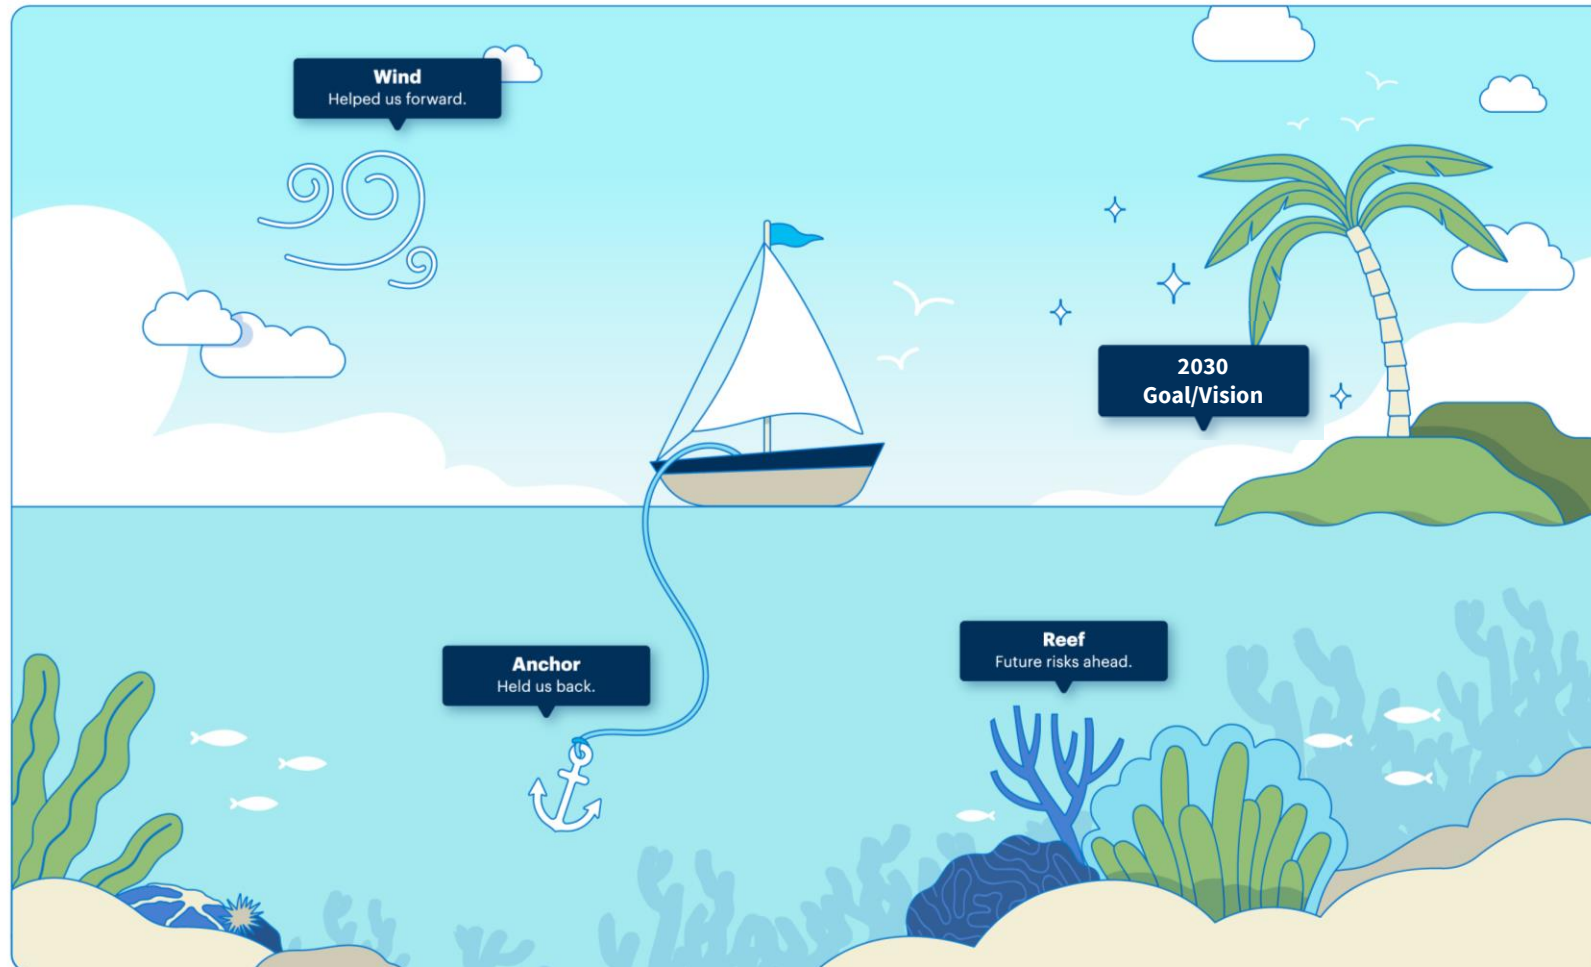 Wind
Helped us forward.
2030
Goal/Vision
Anchor
Held us back.
Reef
Future risks ahead.